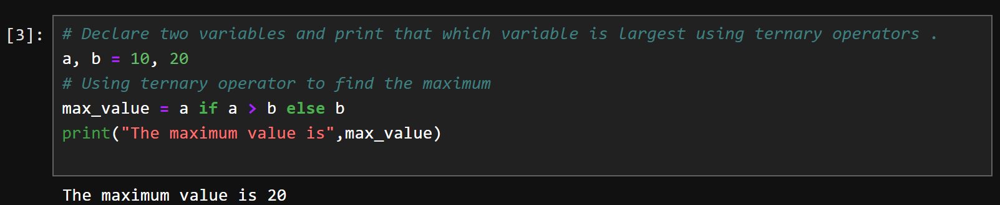 [3]:
# Declare two variables and print that which variable is largest using ternary operators .
a, b = 10, 20
# Using ternary operator to find the maximum
max_value = a if a > b else b
print("The maximum value is",max_value)
The maximum value is 20